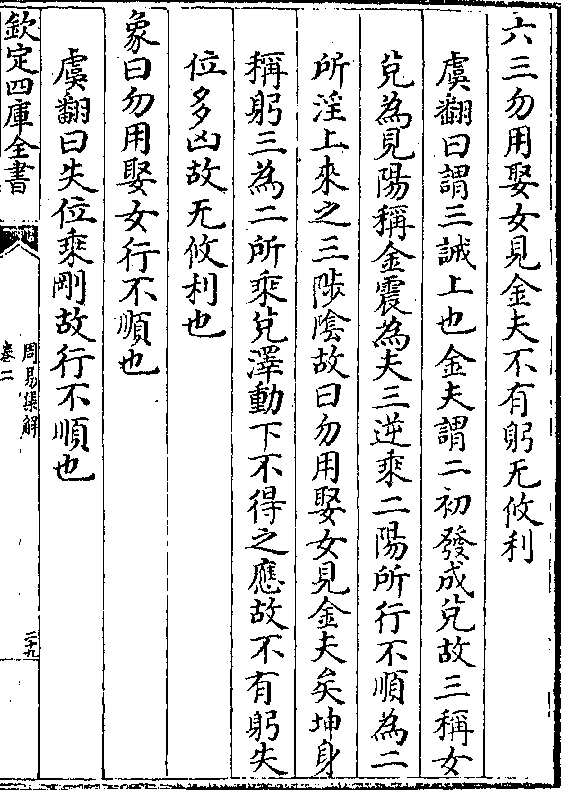 六三勿用娶女見金夫不有躬无攸利
虞翻曰謂三誡上也金夫謂二初發成兌故三稱女
兌為見陽稱金震為夫三逆乘二陽所行不順為二
所淫上來之三陟陰故曰勿用娶女見金夫矣坤身
稱躬三為二所乘兌澤動下不得之應故不有躬失
位多凶故无攸利也
象曰勿用娶女行不順也
虞翻曰失位乘剛故行不順也
欽定四庫全書
周易集解
卷二
二十九